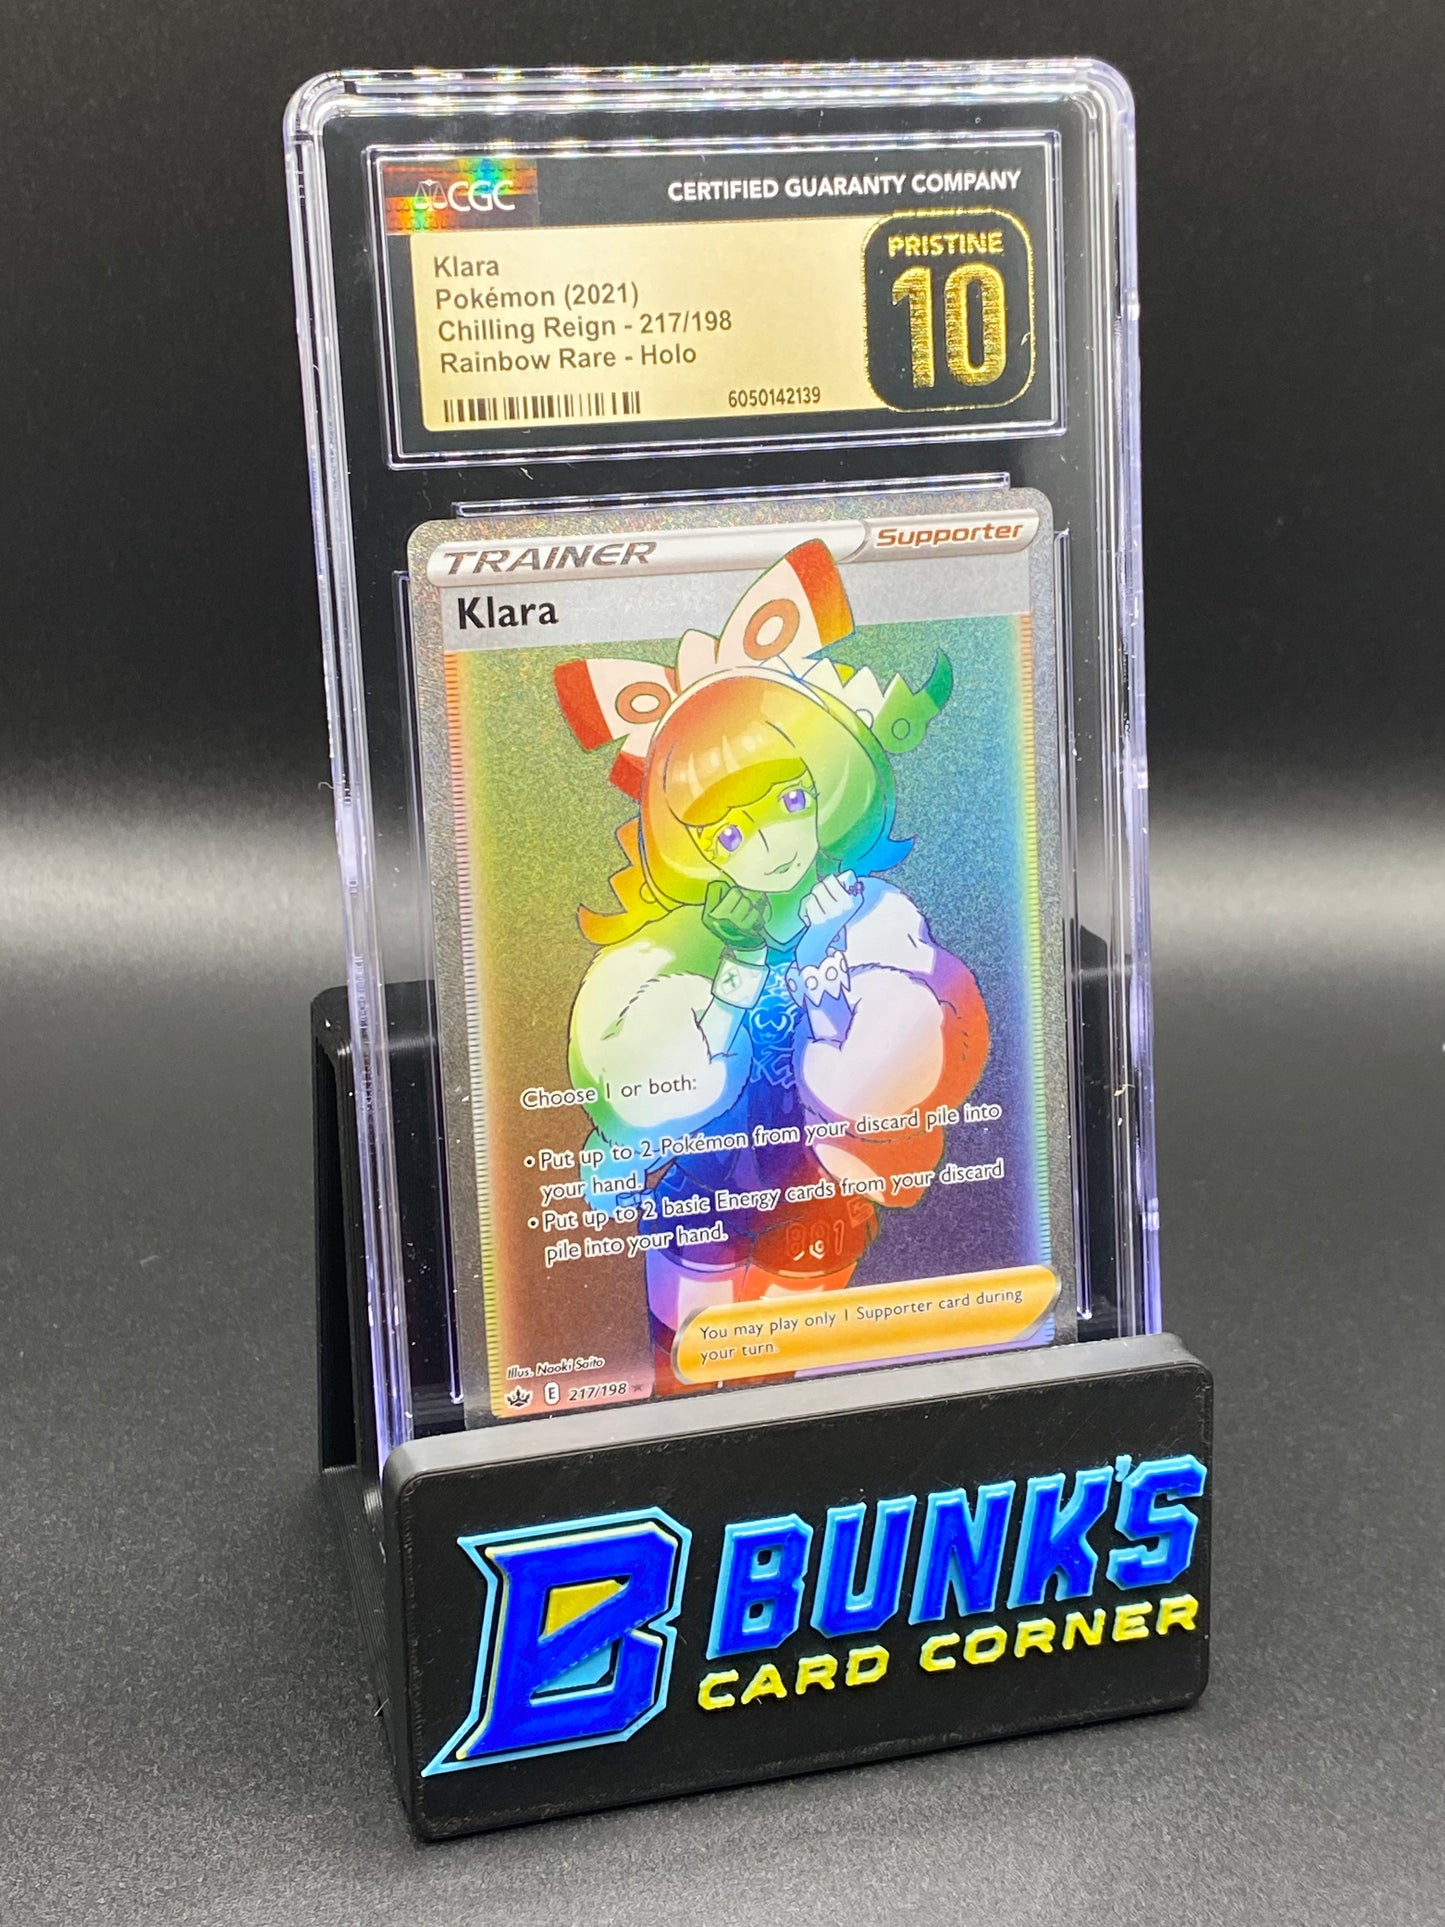 CGC
CERTIFIED GUARANTY COMPANY
Klara
Pokémon (2021)
Chilling Reign - 217/198
Rainbow Rare - Holo
6050142139
PRISTINE
10
TRAINER
Supporter
Klara
Choose 1 or both:
• Put up to 2 Pokémon from your discard pile into
your hand.
• Put up to 2 basic Energy cards from your discard
pile into your hand.
881
You may play only 1 Supporter card during
your turn.
Illus. Naoki Saito
E 217/198
B BUNK'S
CARD CORNER